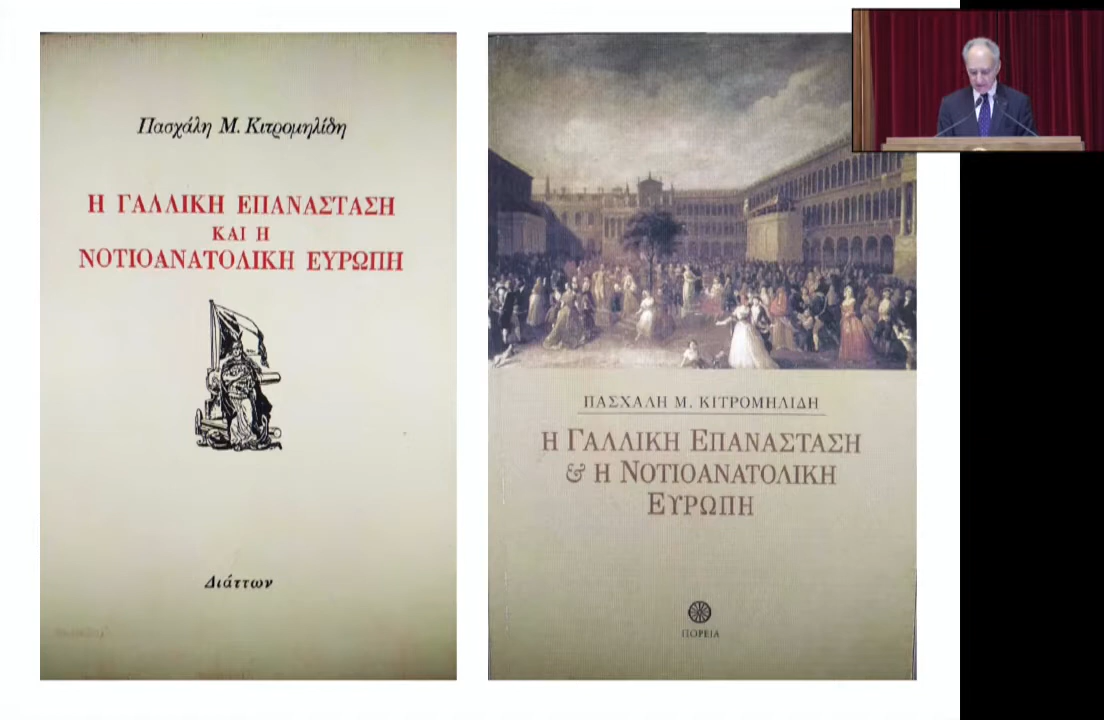 Πασχάλη Μ. Κιτρομηλίδη
Η ΓΑΛΛΙΚΗ ΕΠΑΝΑΣΤΑΣΗ
ΚΑΙ Η
ΝΟΤΙΟΑΝΑΤΟΛΙΚΗ ΕΥΡΩΠΗ
Διάττων
ΠΑΣΧΑΛΗ Μ. ΚΙΤΡΟΜΗΛΙΔΗ
Η ΓΑΛΛΙΚΗ ΕΠΑΝΑΣΤΑΣΗ
& Η ΝΟΤΙΟΑΝΑΤΟΛΙΚΗ
ΕΥΡΩΠΗ
ΠΟΡΕΙΑ